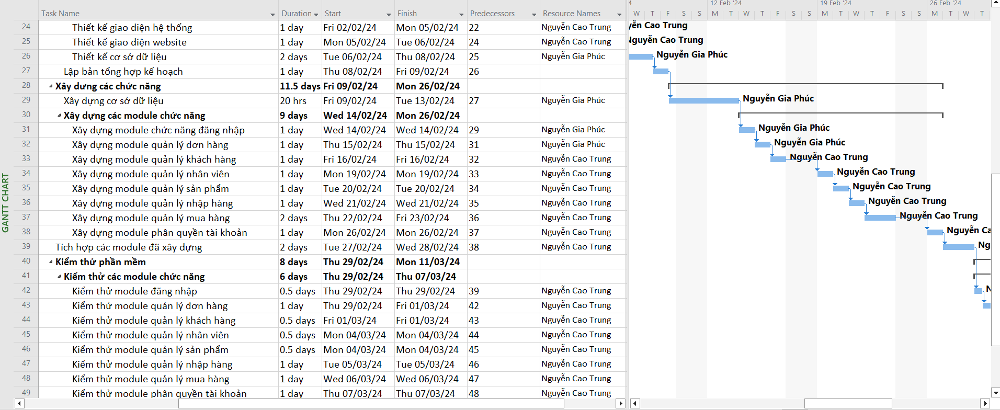 4 12 Feb '24 19 Feb '24 26 Feb '24
Task Name Duration Start Finish Predecessors Resource Names W T F S S M T W T F S S M T W T F S S M T W T
24 Thiết kế giao diện hệ thống 1 day Fri 02/02/24 Mon 05/02/24 22 Nguyễn Cao Trung yễn Cao Trung
25 Thiết kế giao diện website 1 day Mon 05/02/24 Tue 06/02/24 24 Nguyễn Cao Trung Nguyễn Cao Trung
26 Thiết kế cơ sở dữ liệu 2 days Tue 06/02/24 Thu 08/02/24 25 Nguyễn Gia Phúc Nguyễn Gia Phúc
27 Lập bản tổng hợp kế hoạch 1 day Thu 08/02/24 Fri 09/02/24 26
28 Xây dưng các chức năng 11.5 days Fri 09/02/24 Mon 26/02/24
29 Xây dựng cơ sở dữ liệu 20 hrs Fri 09/02/24 Tue 13/02/24 27 Nguyễn Gia Phúc Nguyễn Gia Phúc
30 Xây dựng các module chức năng 9 days Wed 14/02/24 Mon 26/02/24
31 Xây dựng module chức năng đăng nhập 1 day Wed 14/02/24 Wed 14/02/24 29 Nguyễn Gia Phúc Nguyễn Gia Phúc
32 Xây dựng module quản lý đơn hàng 1 day Thu 15/02/24 Thu 15/02/24 31 Nguyễn Gia Phúc Nguyễn Gia Phúc
33 Xây dựng module quản lý khách hàng 1 day Fri 16/02/24 Fri 16/02/24 32 Nguyễn Cao Trung Nguyễn Cao Trung
34 Xây dựng module quản lý nhân viên 1 day Mon 19/02/24 Mon 19/02/24 33 Nguyễn Cao Trung Nguyễn Cao Trung
35 Xây dựng module quản lý sản phẩm 1 day Tue 20/02/24 Tue 20/02/24 34 Nguyễn Cao Trung Nguyễn Cao Trung
36 Xây dựng module quản lý nhập hàng 1 day Wed 21/02/24 Wed 21/02/24 35 Nguyễn Cao Trung Nguyễn Cao Trung
37 Xây dựng module quản lý mua hàng 2 days Thu 22/02/24 Fri 23/02/24 36 Nguyễn Cao Trung Nguyễn Cao Trung
38 Xây dựng module phân quyền tài khoản 1 day Mon 26/02/24 Mon 26/02/24 37 Nguyễn Cao Trung Nguyễn Ca
39 Tích hợp các module đã xây dựng 2 days Tue 27/02/24 Wed 28/02/24 38 Nguyễn Cao Trung Ng
40 Kiểm thử phần mềm 8 days Thu 29/02/24 Mon 11/03/24
41 Kiểm thử các module chức năng 6 days Thu 29/02/24 Thu 07/03/24
42 Kiểm thử module đăng nhập 0.5 days Thu 29/02/24 Thu 29/02/24 39 Nguyễn Cao Trung N
43 Kiểm thử module quản lý đơn hàng 1 day Thu 29/02/24 Fri 01/03/24 42 Nguyễn Cao Trung
44 Kiểm thử module quản lý khách hàng 0.5 days Fri 01/03/24 Fri 01/03/24 43 Nguyễn Cao Trung
45 Kiểm thử module quản lý nhân viên 0.5 days Mon 04/03/24 Mon 04/03/24 44 Nguyễn Cao Trung
46 Kiểm thử module quản lý sản phẩm 0.5 days Mon 04/03/24 Mon 04/03/24 45 Nguyễn Cao Trung
47 Kiểm thử module quản lý nhập hàng 1 day Tue 05/03/24 Tue 05/03/24 46 Nguyễn Cao Trung
48 Kiểm thử module quản lý mua hàng 1 day Wed 06/03/24 Wed 06/03/24 47 Nguyễn Cao Trung
49 Kiểm thử module phân quyền tài khoản 1 day Thu 07/03/24 Thu 07/03/24 48 Nguyễn Cao Trung
GANTT CHART